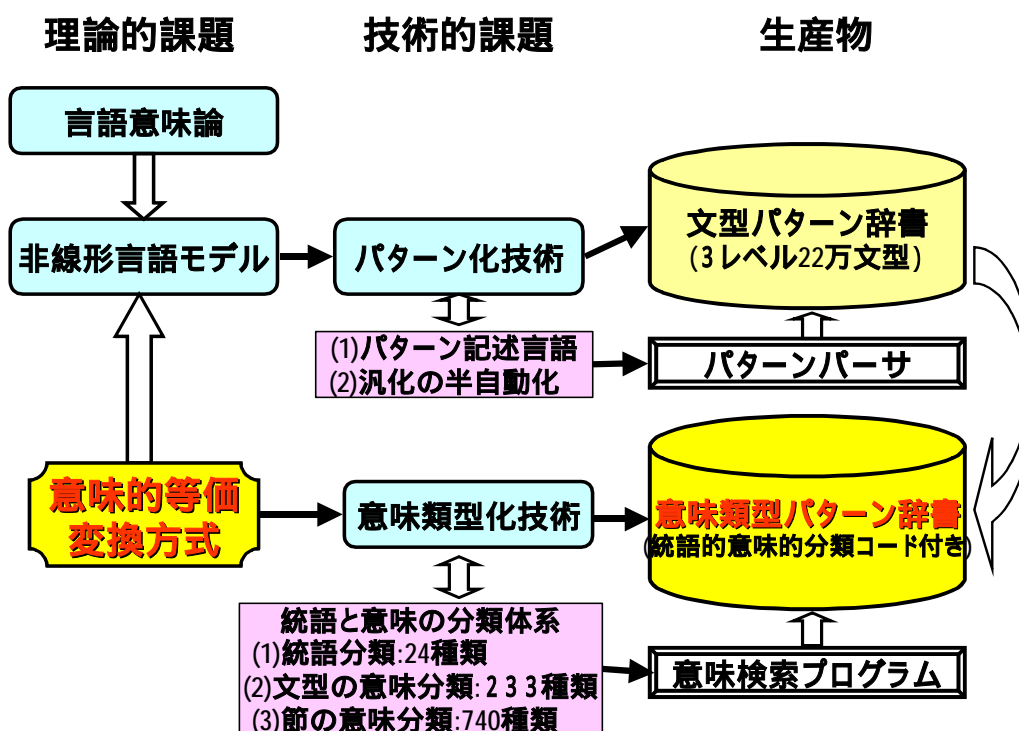 理論的課題
技術的課題
生産物
言語意味論
非線形言語モデル
パターン化技術
文型パターン辞書
(3レベル22万文型)
(1)パターン記述言語
(2)汎化の半自動化
パターンパーサ
意味的等価
変換方式
意味類型化技術
意味類型パターン辞書
(統語的意味的分類コード付き)
統語と意味の分類体系
(1)統語分類:24種類
(2)文型の意味分類:233種類
(3)節の意味分類:740種類
意味検索プログラム